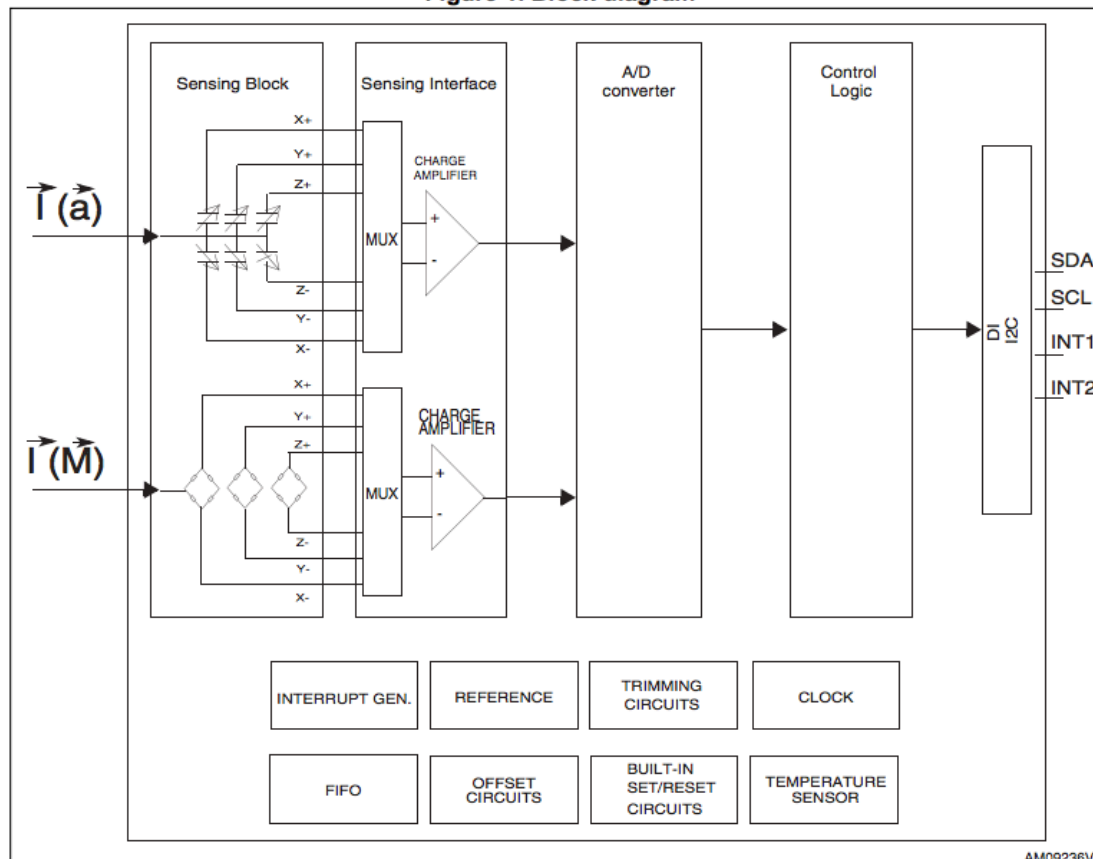 Sensing Block
Sensing Interface
A/D
converter
Control
Logic
X+
Y+
Z+
CHARGE
AMPLIFIER
I (a)
+
MUX
-
Z-
Y-
X-
SDA
SCL
DI
I2C
INT1
INT2
X+
Y+
Z+
CHARGE
AMPLIFIER
I (M)
+
MUX
-
Z-
Y-
X-
INTERRUPT GEN.
REFERENCE
TRIMMING
CIRCUITS
CLOCK
FIFO
OFFSET
CIRCUITS
BUILT-IN
SET/RESET
CIRCUITS
TEMPERATURE
SENSOR